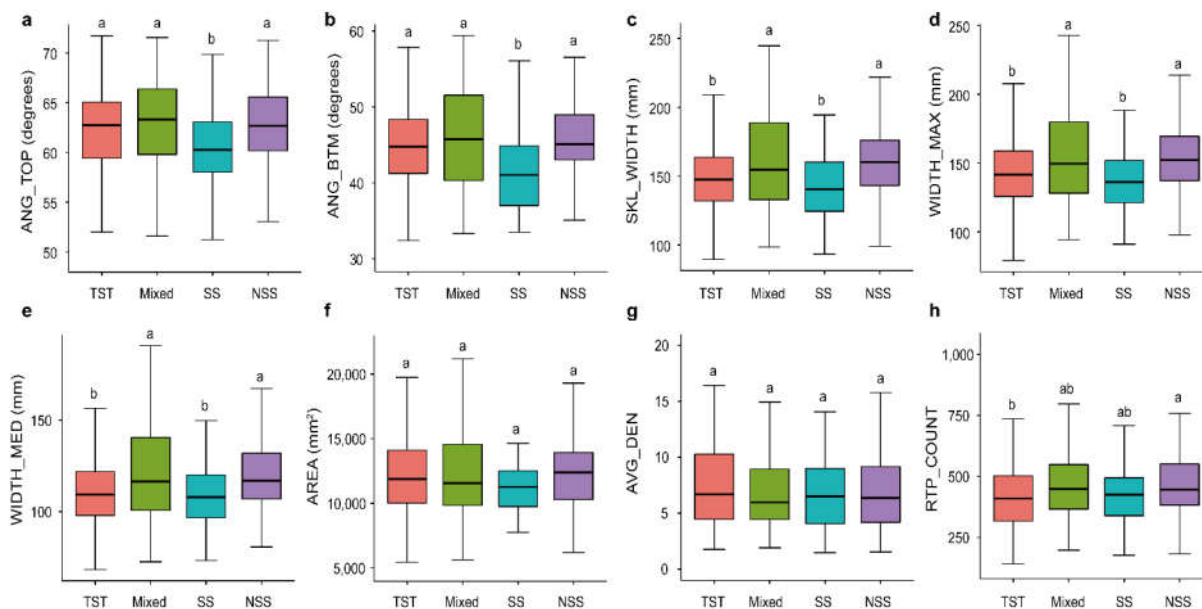 a
ANG_TOP (degrees)
70
65
60
55
50
a
a
b
a
TST Mixed SS NSS
b
ANG_BTM (degrees)
60
50
40
30
a
a
b
a
TST Mixed SS NSS
c
SKL_WIDTH (mm)
250
200
150
100
b
a
b
a
TST Mixed SS NSS
d
WIDTH_MAX (mm)
250
200
150
100
b
a
b
a
TST Mixed SS NSS
e
WIDTH_MED (mm)
150
100
b
a
b
a
TST Mixed SS NSS
f
AREA (mm²)
20,000
15,000
10,000
5,000
a
a
a
a
TST Mixed SS NSS
g
AVG_DEN
20
15
10
5
0
a
a
a
a
TST Mixed SS NSS
h
RTP_COUNT
1,000
750
500
250
b
ab
ab
a
TST Mixed SS NSS